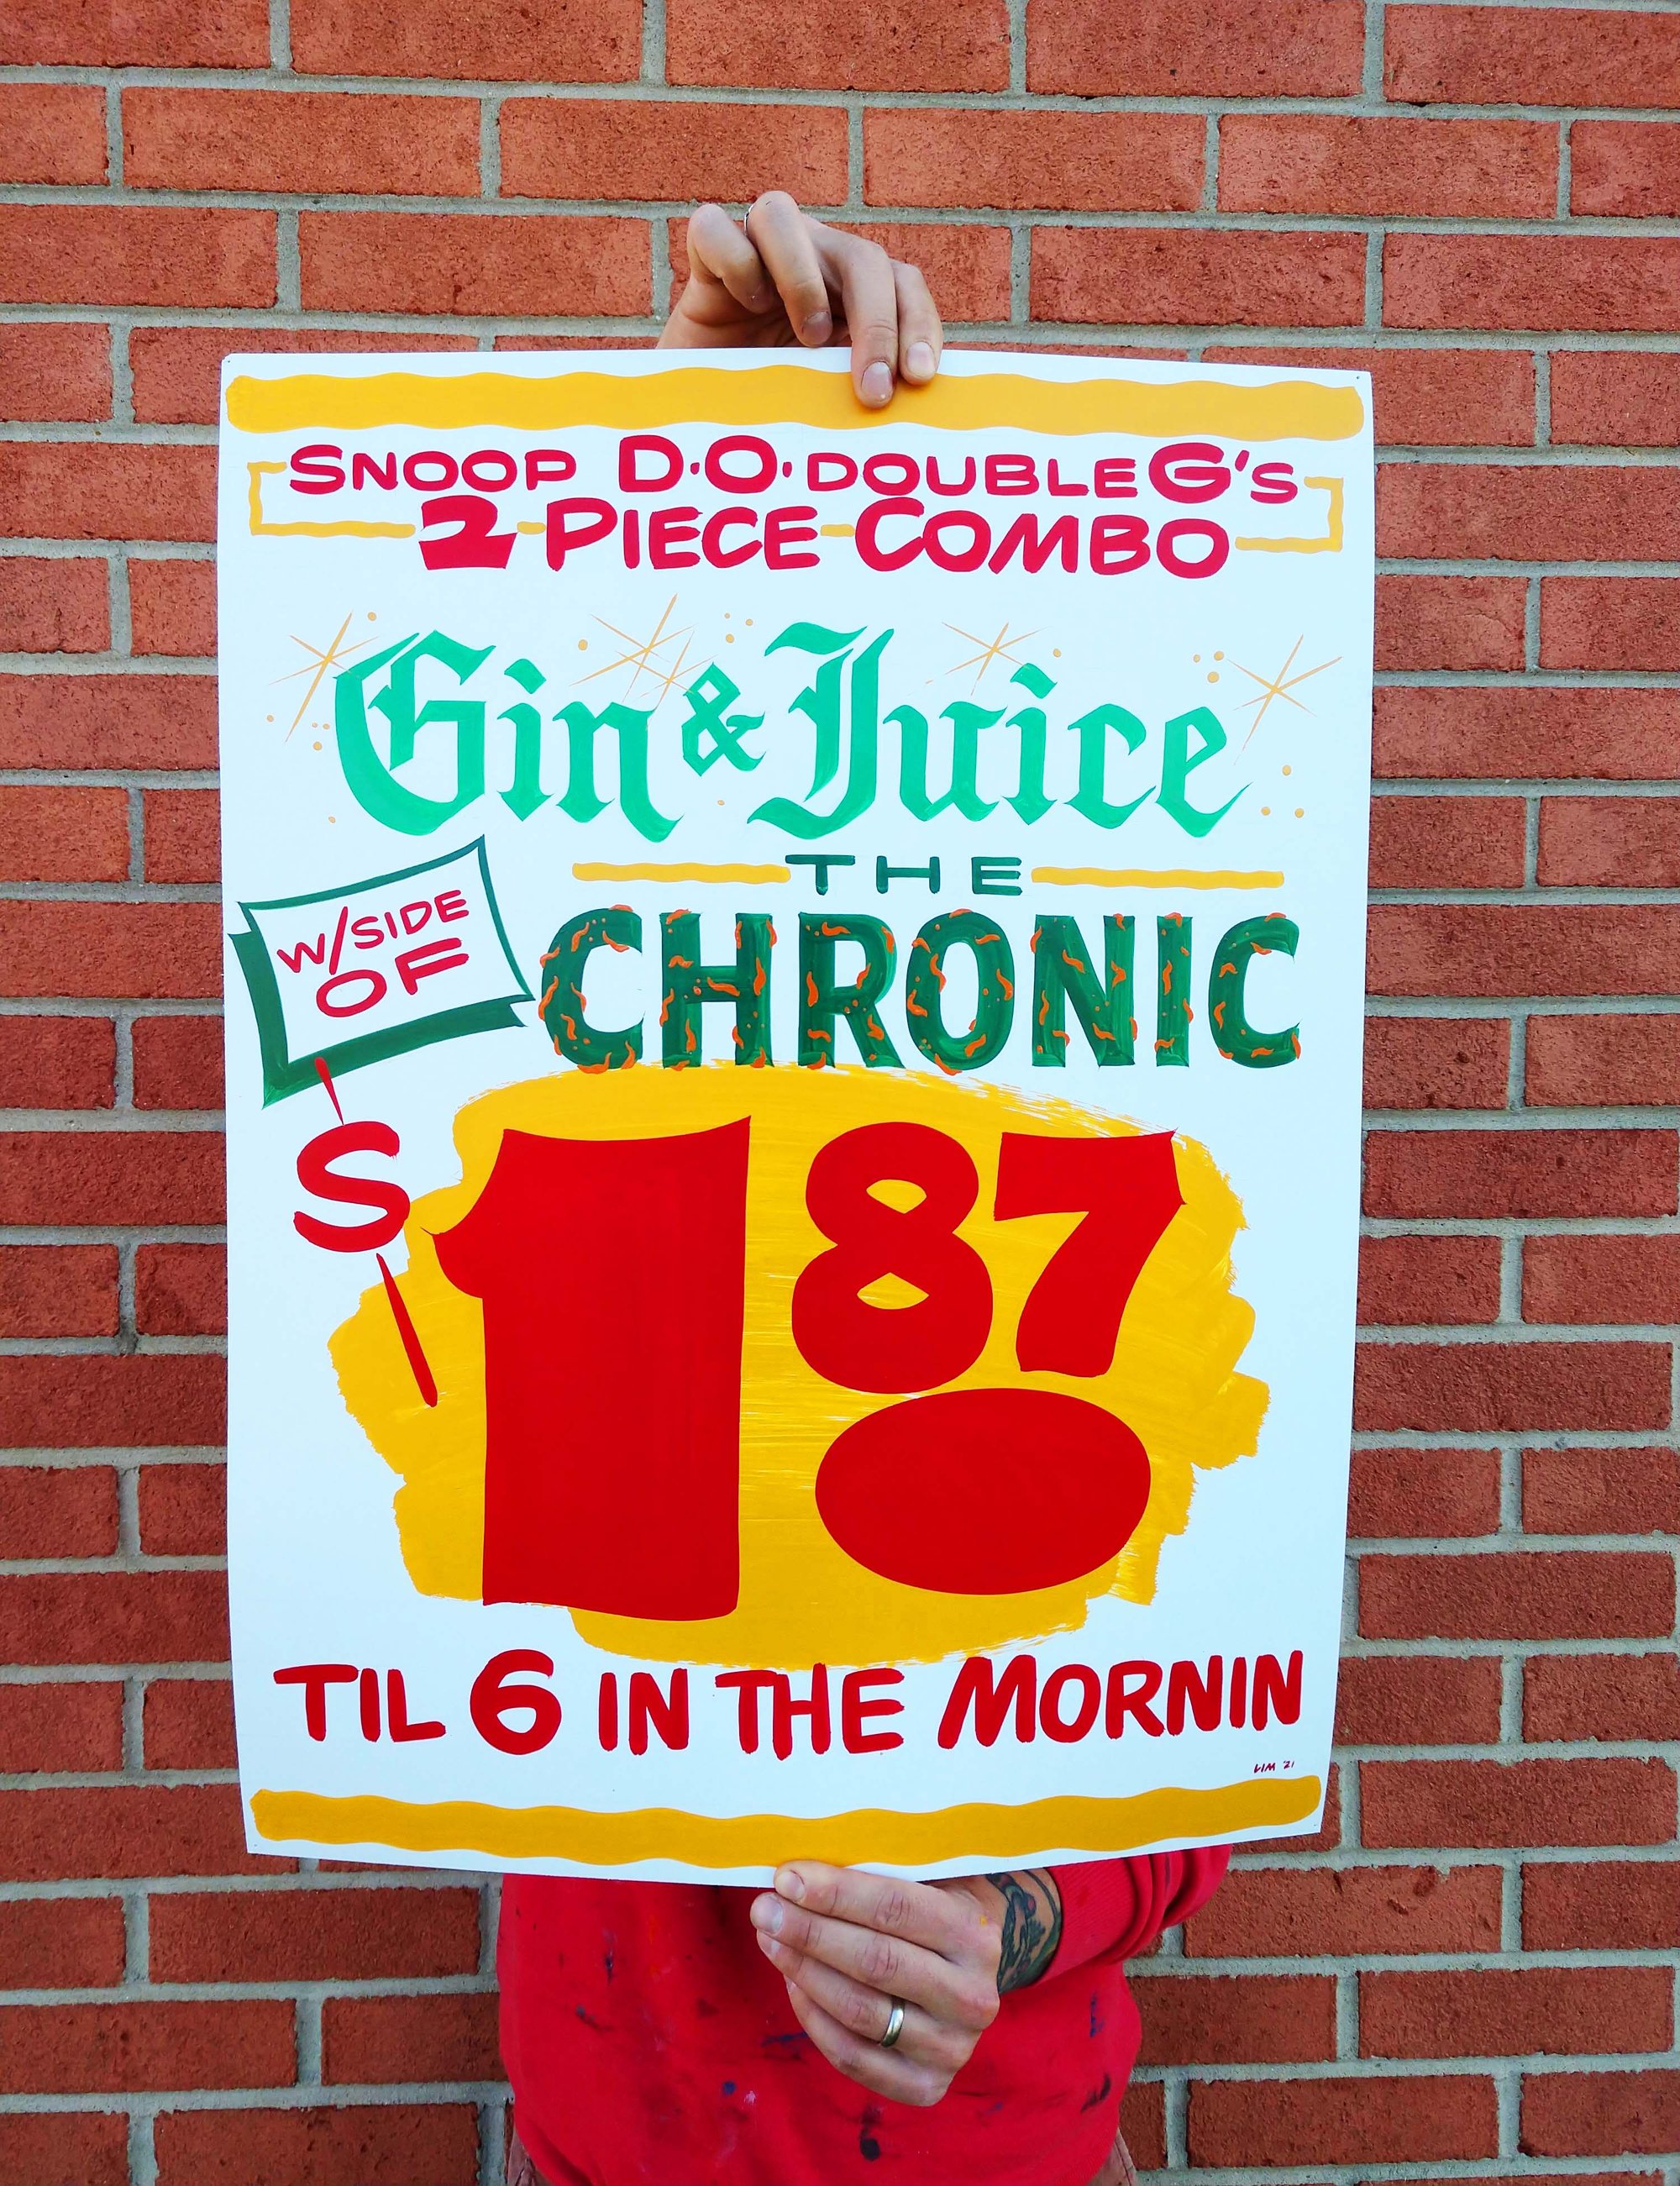 SNOOP D·O·DOUBLE G'S
2-PIECE-COMBO
Gin & Juice
W/SIDE
OF
THE
CHRONIC
$1 87
TIL 6 IN THE MORNIN
LIM '21